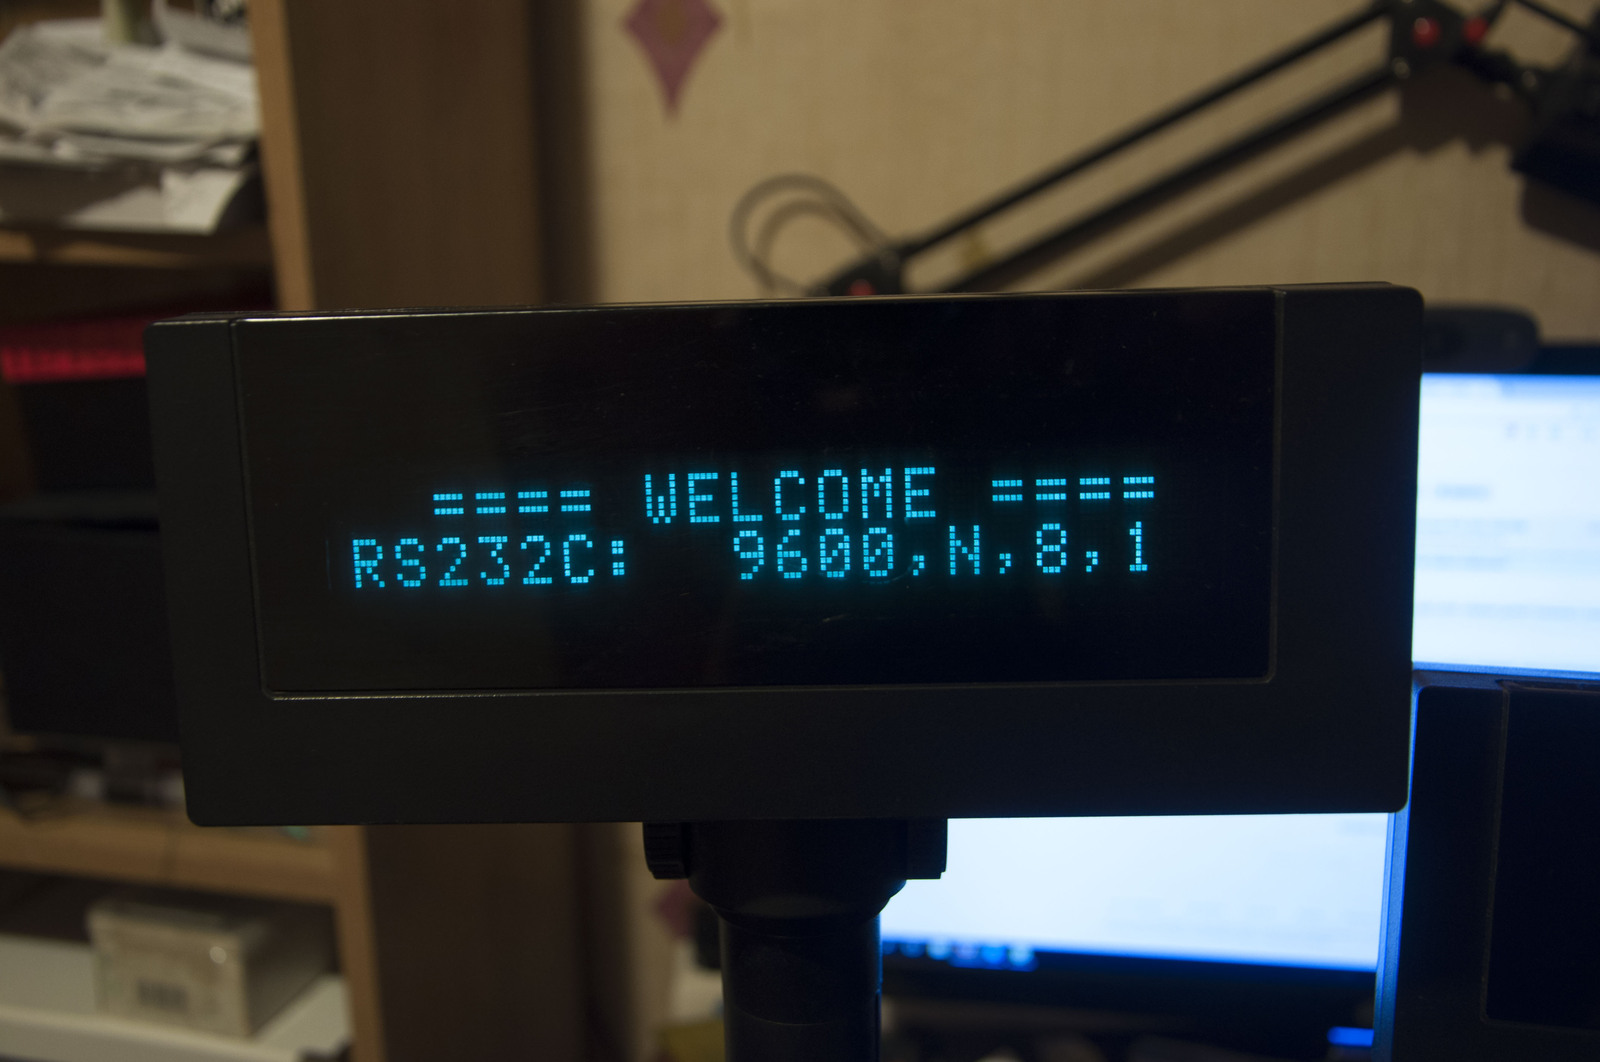 ==== WELCOME ====
RS232C:  9600,N,8,1